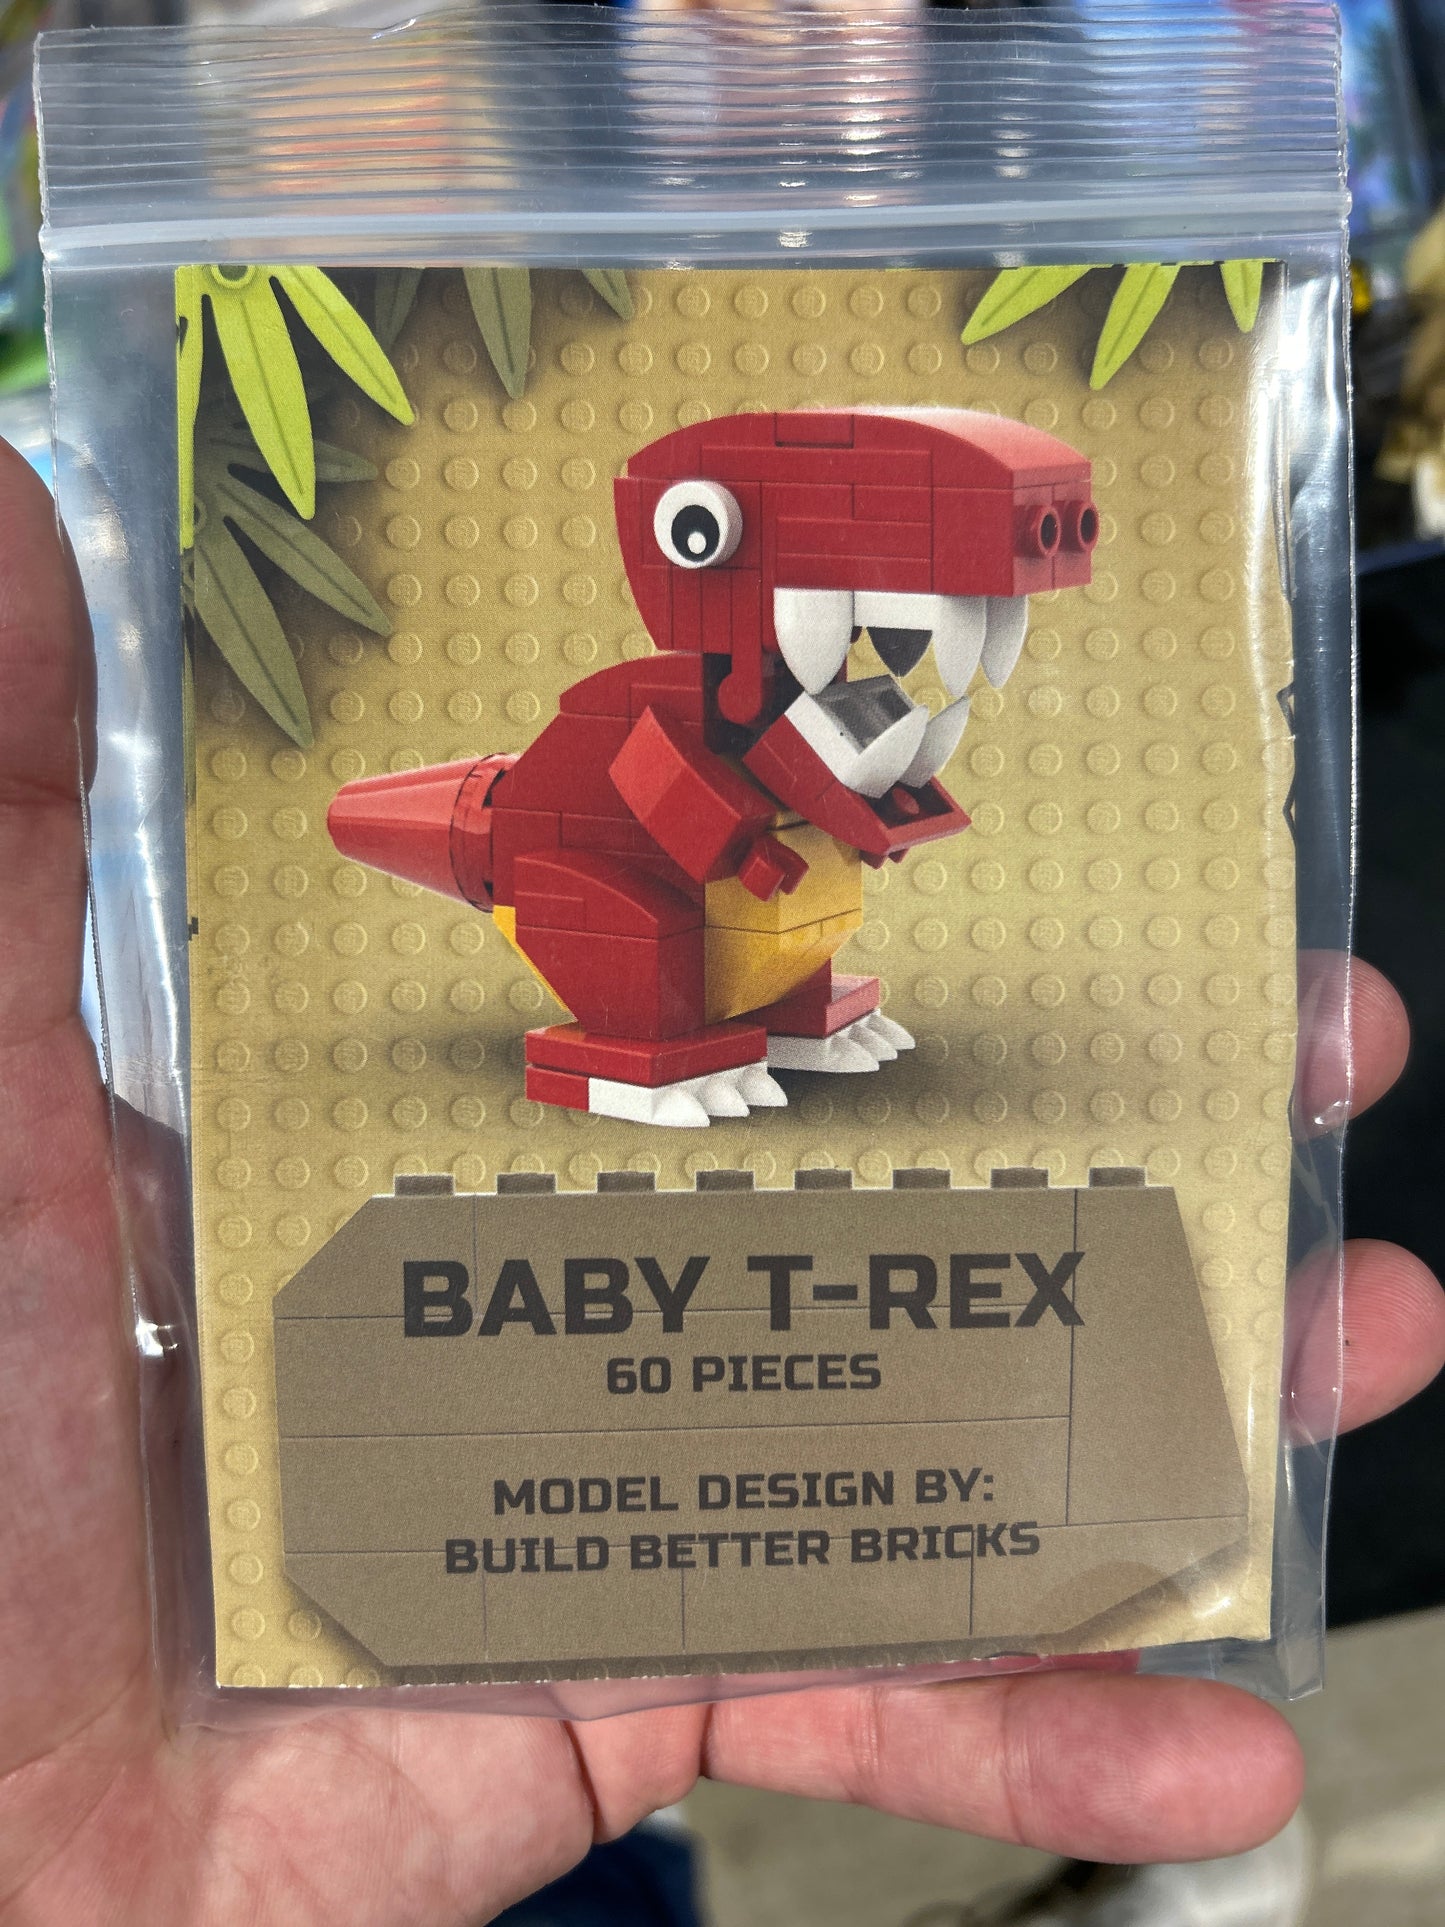 BABY T-REX
60 PIECES
MODEL DESIGN BY:
BUILD BETTER BRICKS